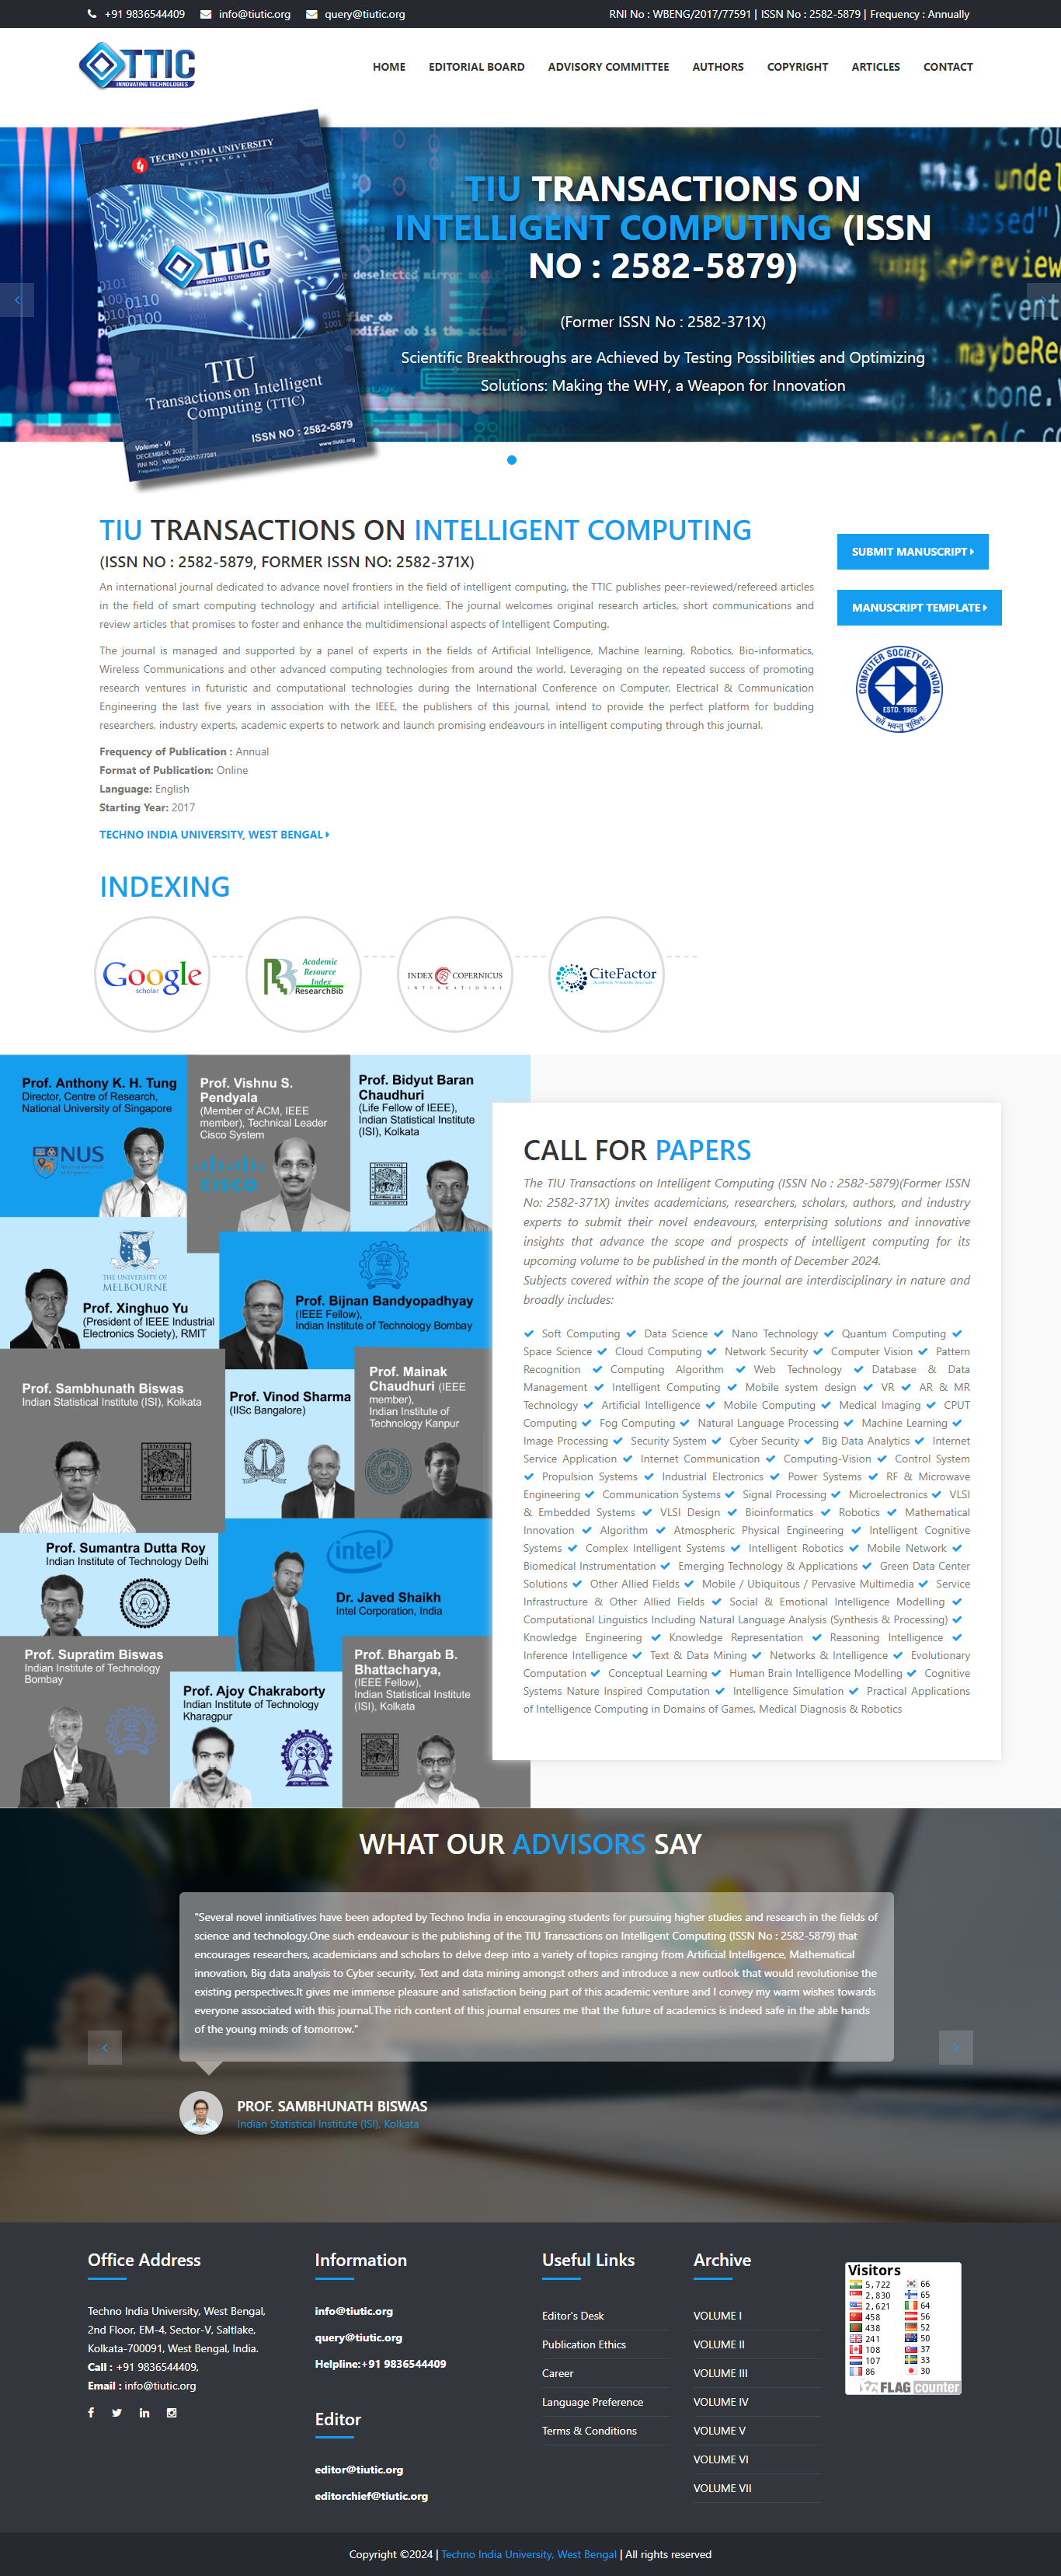 +91 9836544409 info@tiutic.org query@tiutic.org RNI No : WBENG/2017/77591 | ISSN No : 2582-5879 | Frequency : Annually
TTIC
INNOVATING TECHNOLOGIES
HOME EDITORIAL BOARD ADVISORY COMMITTEE AUTHORS COPYRIGHT ARTICLES CONTACT
TECHNO INDIA UNIVERSITY
WEST BENGAL
TTIC
INNOVATING TECHNOLOGIES
TIU
Transactions on Intelligent
Computing (TTIC)
ISSN NO : 2582-5879
Volume - VI
DECEMBER, 2022
RNI NO : WBENG/2017/77591
Frequency : Annually
www.tiutic.org
TIU TRANSACTIONS ON
INTELLIGENT COMPUTING (ISSN
NO : 2582-5879)
(Former ISSN No : 2582-371X)
Scientific Breakthroughs are Achieved by Testing Possibilities and Optimizing
Solutions: Making the WHY, a Weapon for Innovation
TIU TRANSACTIONS ON INTELLIGENT COMPUTING
(ISSN NO : 2582-5879, FORMER ISSN NO: 2582-371X)
An international journal dedicated to advance novel frontiers in the field of intelligent computing, the TTIC publishes peer-reviewed/refereed articles
in the field of smart computing technology and artificial intelligence. The journal welcomes original research articles, short communications and
review articles that promises to foster and enhance the multidimensional aspects of Intelligent Computing.
The journal is managed and supported by a panel of experts in the fields of Artificial Intelligence, Machine learning, Robotics, Bio-informatics,
Wireless Communications and other advanced computing technologies from around the world. Leveraging on the repeated success of promoting
research ventures in futuristic and computational technologies during the International Conference on Computer, Electrical & Communication
Engineering the last five years in association with the IEEE, the publishers of this journal, intend to provide the perfect platform for budding
researchers, industry experts, academic experts to network and launch promising endeavours in intelligent computing through this journal.
Frequency of Publication : Annual
Format of Publication: Online
Language: English
Starting Year: 2017
TECHNO INDIA UNIVERSITY, WEST BENGAL
SUBMIT MANUSCRIPT
MANUSCRIPT TEMPLATE
COMPUTER SOCIETY OF INDIA
ESTD. 1965
INDEXING
Google
scholar
Academic
Resource
Index
ResearchBib
INDEX COPERNICUS
INTERNATIONAL
CiteFactor
Academic Scientific Journals
Prof. Anthony K. H. Tung
Director, Centre of Research,
National University of Singapore
NUS
Prof. Vishnu S.
Pendyala
(Member of ACM, IEEE
member), Technical Leader
Cisco System
CISCO
Prof. Bidyut Baran
Chaudhuri
(Life Fellow of IEEE),
Indian Statistical Institute
(ISI), Kolkata
THE UNIVERSITY OF
MELBOURNE
Prof. Xinghuo Yu
(President of IEEE Industrial
Electronics Society), RMIT
Prof. Bijnan Bandyopadhyay
(IEEE Fellow),
Indian Institute of Technology Bombay
Prof. Sambhunath Biswas
Indian Statistical Institute (ISI), Kolkata
Prof. Vinod Sharma
(IISc Bangalore)
Prof. Mainak
Chaudhuri (IEEE
member),
Indian Institute of
Technology Kanpur
Prof. Sumantra Dutta Roy
Indian Institute of Technology Delhi
intel
Dr. Javed Shaikh
Intel Corporation, India
Prof. Supratim Biswas
Indian Institute of Technology
Bombay
Prof. Ajoy Chakraborty
Indian Institute of Technology
Kharagpur
Prof. Bhargab B.
Bhattacharya,
(IEEE Fellow),
Indian Statistical Institute
(ISI), Kolkata
CALL FOR PAPERS
The TIU Transactions on Intelligent Computing (ISSN No : 2582-5879)(Former ISSN
No: 2582-371X) invites academicians, researchers, scholars, authors, and industry
experts to submit their novel endeavours, enterprising solutions and innovative
insights that advance the scope and prospects of intelligent computing for its
upcoming volume to be published in the month of December 2024.
Subjects covered within the scope of the journal are interdisciplinary in nature and
broadly includes:
✔ Soft Computing ✔ Data Science ✔ Nano Technology ✔ Quantum Computing ✔
Space Science ✔ Cloud Computing ✔ Network Security ✔ Computer Vision ✔ Pattern
Recognition ✔ Computing Algorithm ✔ Web Technology ✔ Database & Data
Management ✔ Intelligent Computing ✔ Mobile system design ✔ VR ✔ AR & MR
Technology ✔ Artificial Intelligence ✔ Mobile Computing ✔ Medical Imaging ✔ CPUT
Computing ✔ Fog Computing ✔ Natural Language Processing ✔ Machine Learning ✔
Image Processing ✔ Security System ✔ Cyber Security ✔ Big Data Analytics ✔ Internet
Service Application ✔ Internet Communication ✔ Computing-Vision ✔ Control System
✔ Propulsion Systems ✔ Industrial Electronics ✔ Power Systems ✔ RF & Microwave
Engineering ✔ Communication Systems ✔ Signal Processing ✔ Microelectronics ✔ VLSI
& Embedded Systems ✔ VLSI Design ✔ Bioinformatics ✔ Robotics ✔ Mathematical
Innovation ✔ Algorithm ✔ Atmospheric Physical Engineering ✔ Intelligent Cognitive
Systems ✔ Complex Intelligent Systems ✔ Intelligent Robotics ✔ Mobile Network ✔
Biomedical Instrumentation ✔ Emerging Technology & Applications ✔ Green Data Center
Solutions ✔ Other Allied Fields ✔ Mobile / Ubiquitous / Pervasive Multimedia ✔ Service
Infrastructure & Other Allied Fields ✔ Social & Emotional Intelligence Modelling ✔
Computational Linguistics Including Natural Language Analysis (Synthesis & Processing) ✔
Knowledge Engineering ✔ Knowledge Representation ✔ Reasoning Intelligence ✔
Inference Intelligence ✔ Text & Data Mining ✔ Networks & Intelligence ✔ Evolutionary
Computation ✔ Conceptual Learning ✔ Human Brain Intelligence Modelling ✔ Cognitive
Systems Nature Inspired Computation ✔ Intelligence Simulation ✔ Practical Applications
of Intelligence Computing in Domains of Games, Medical Diagnosis & Robotics
WHAT OUR ADVISORS SAY
"Several novel innitiatives have been adopted by Techno India in encouraging students for pursuing higher studies and research in the fields of
science and technology.One such endeavour is the publishing of the TIU Transactions on Intelligent Computing (ISSN No : 2582-5879) that
encourages researchers, academicians and scholars to delve deep into a variety of topics ranging from Artificial Intelligence, Mathematical
innovation, Big data analysis to Cyber security, Text and data mining amongst others and introduce a new outlook that would revolutionise the
existing perspectives.It gives me immense pleasure and satisfaction being part of this academic venture and I convey my warm wishes towards
everyone associated with this journal.The rich content of this journal ensures me that the future of academics is indeed safe in the able hands
of the young minds of tomorrow."
PROF. SAMBHUNATH BISWAS
Indian Statistical Institute (ISI), Kolkata
Office Address
Techno India University, West Bengal,
2nd Floor, EM-4, Sector-V, Saltlake,
Kolkata-700091, West Bengal, India.
Call : +91 9836544409,
Email : info@tiutic.org
Information
info@tiutic.org
query@tiutic.org
Helpline:+91 9836544409
Editor
editor@tiutic.org
editorchief@tiutic.org
Useful Links
Editor's Desk
Publication Ethics
Career
Language Preference
Terms & Conditions
Archive
VOLUME I
VOLUME II
VOLUME III
VOLUME IV
VOLUME V
VOLUME VI
VOLUME VII
Visitors
5,722 66
2,830 65
2,621 64
458 56
438 52
241 50
108 37
107 33
86 30
FLAG counter
Copyright ©2024 | Techno India University, West Bengal | All rights reserved